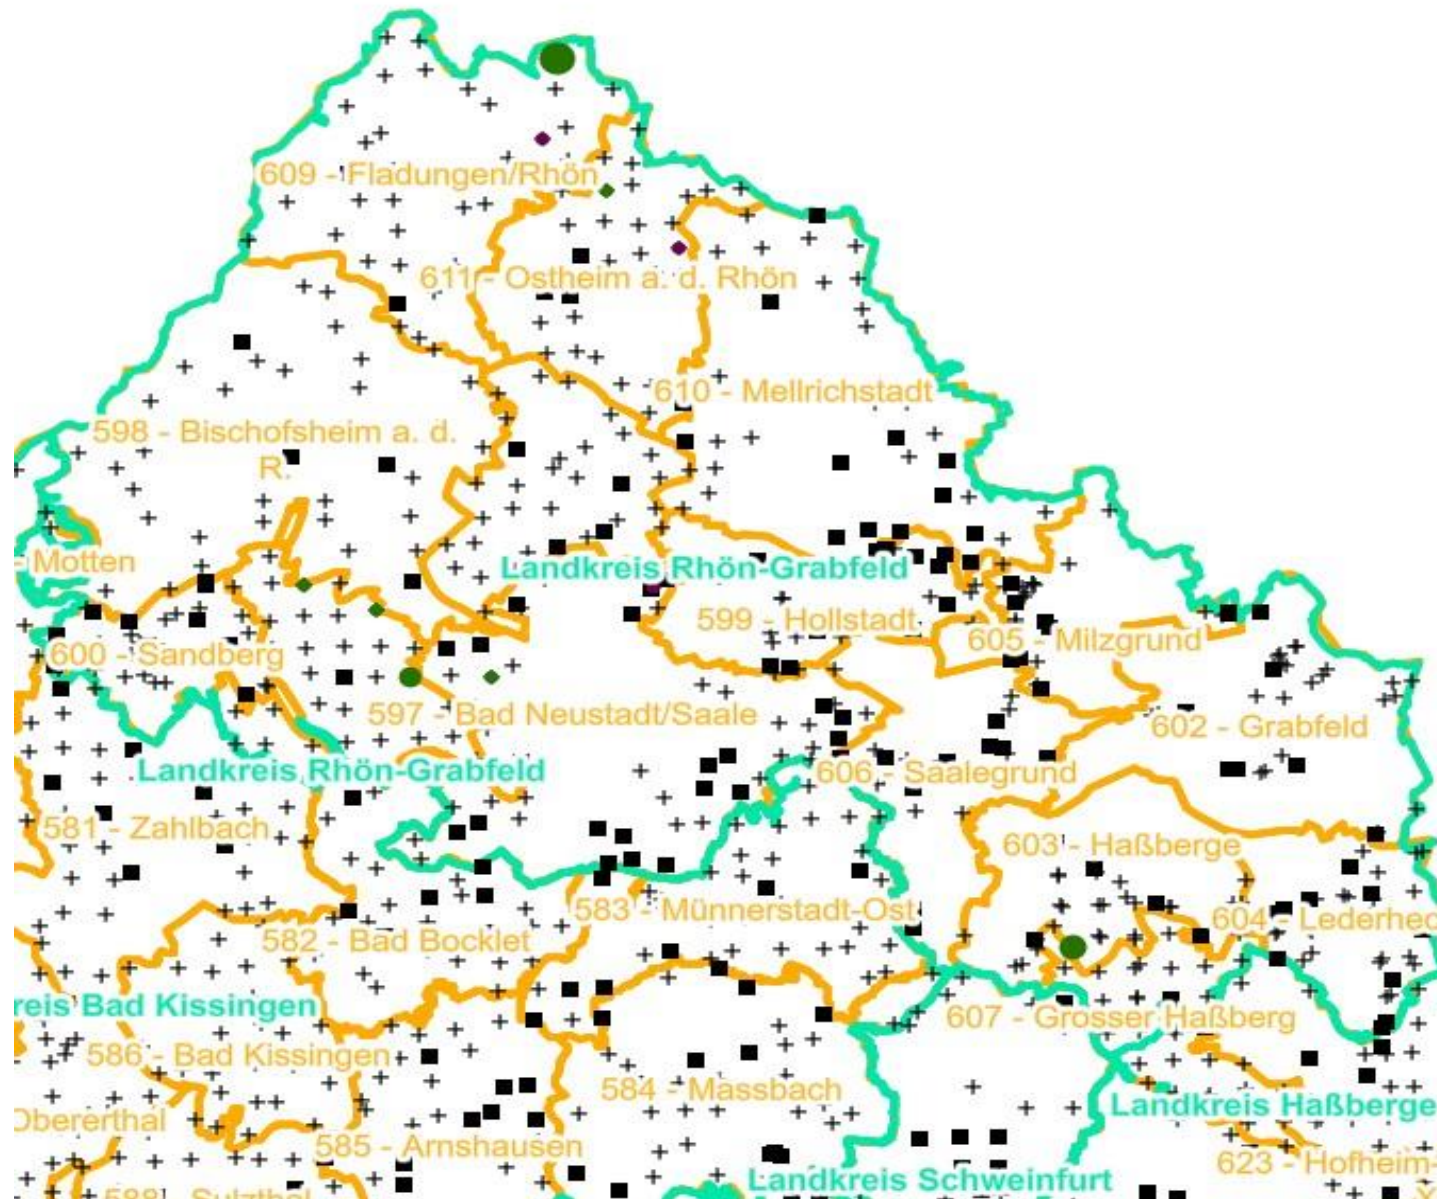 609 - Fladungen/Rhön
611 - Ostheim a. d. Rhön
610 - Mellrichstadt
598 - Bischofsheim a. d.
R.
- Motten
Landkreis Rhön-Grabfeld
599 - Hollstadt
605 - Milzgrund
600 - Sandberg
597 - Bad Neustadt/Saale
602 - Grabfeld
Landkreis Rhön-Grabfeld
606 - Saalegrund
581 - Zahlbach
603 - Haßberge
583 - Münnerstadt-Ost
604 - Lederhec
582 - Bad Bocklet
reis Bad Kissingen
607 - Grosser Haßberg
586 - Bad Kissingen
584 - Massbach
Landkreis Haßberge
Obererthal
585 - Arnshausen
623 - Hofheim-
Landkreis Schweinfurt
588 - Sulzthal